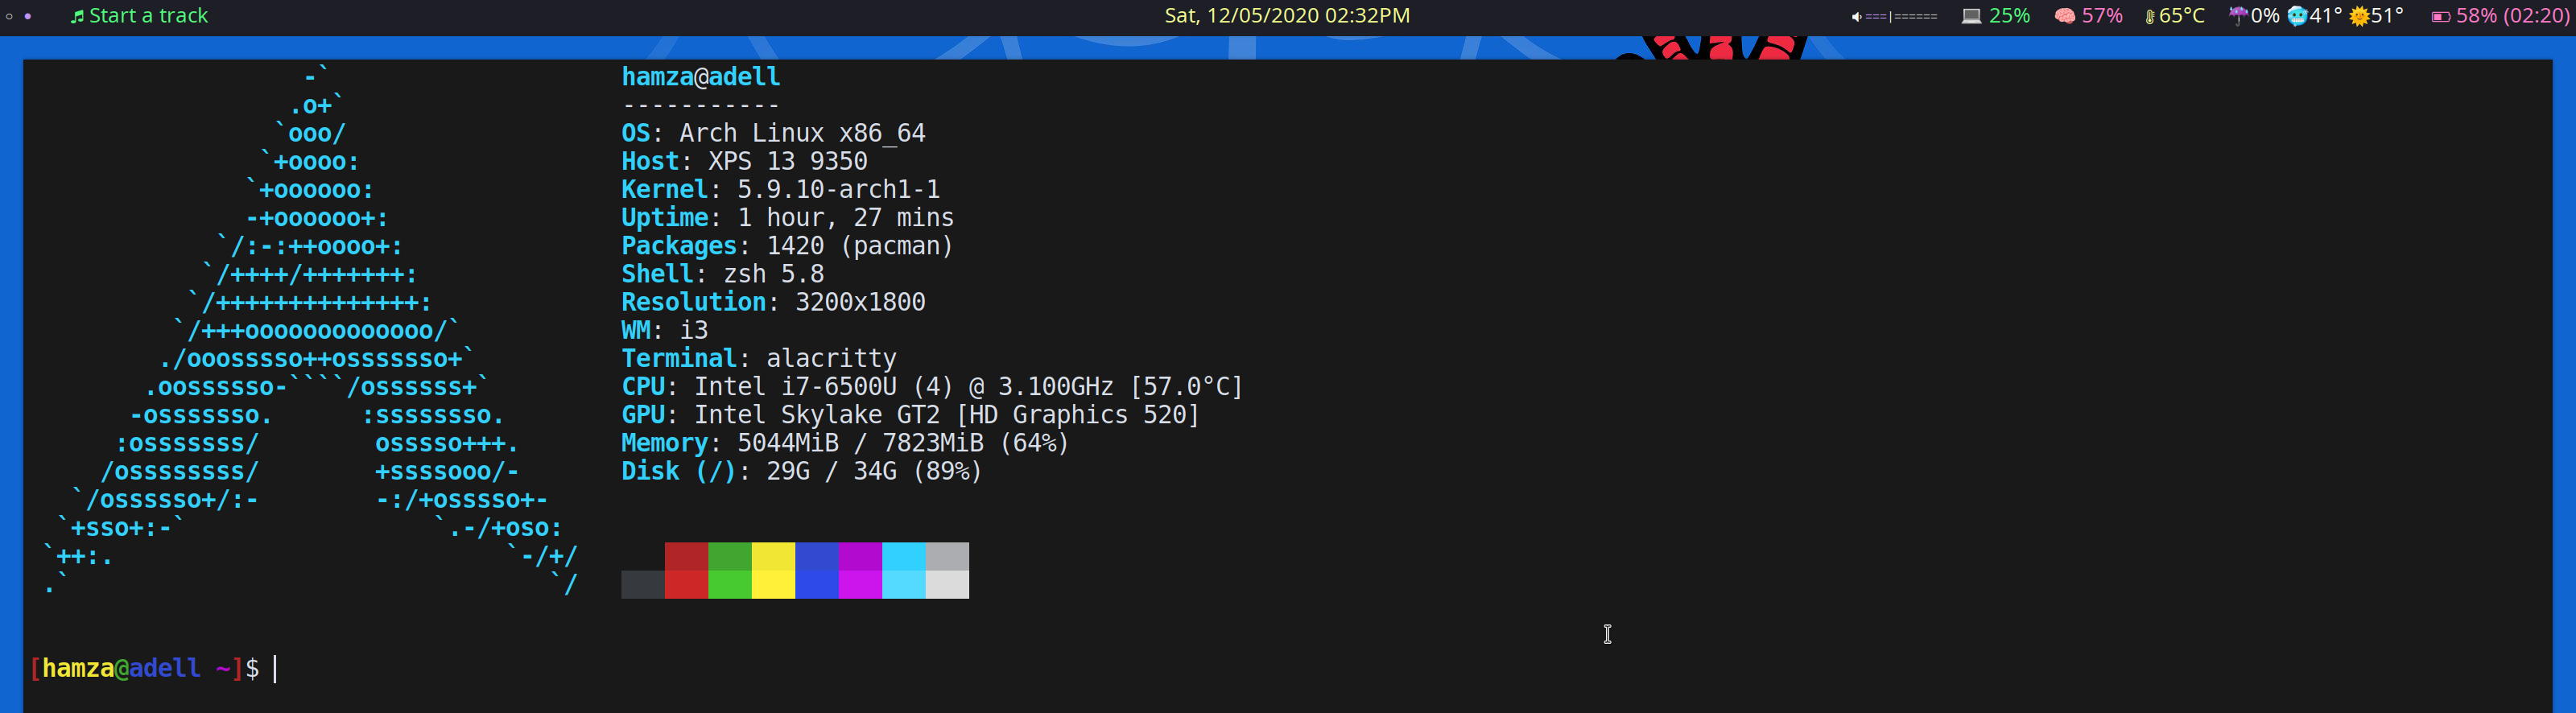 Start a track Sat, 12/05/2020 02:32PM ===|====== 25% 57% 65°C 0% 41° 51° 58% (02:20)
-`
.o+`
`ooo/
`+oooo:
`+oooooo:
-+oooooo+:
`/:-:++oooo+:
`/++++/+++++++:
`/++++++++++++++:
`/+++ooooooooooooo/`
./ooosssso++osssssso+`
.oossssso-````/ossssss+`
-osssssso.      :ssssssso.
:osssssss/        osssso+++.
/ossssssss/        +ssssooo/-
`/ossssso+/:-        -:/+osssso+-
`+sso+:-`                 `.-/+oso:
`++:.                           `-/+/
.`                                 `/
hamza@adell
-----------
OS: Arch Linux x86_64
Host: XPS 13 9350
Kernel: 5.9.10-arch1-1
Uptime: 1 hour, 27 mins
Packages: 1420 (pacman)
Shell: zsh 5.8
Resolution: 3200x1800
WM: i3
Terminal: alacritty
CPU: Intel i7-6500U (4) @ 3.100GHz [57.0°C]
GPU: Intel Skylake GT2 [HD Graphics 520]
Memory: 5044MiB / 7823MiB (64%)
Disk (/): 29G / 34G (89%)
[hamza@adell ~]$